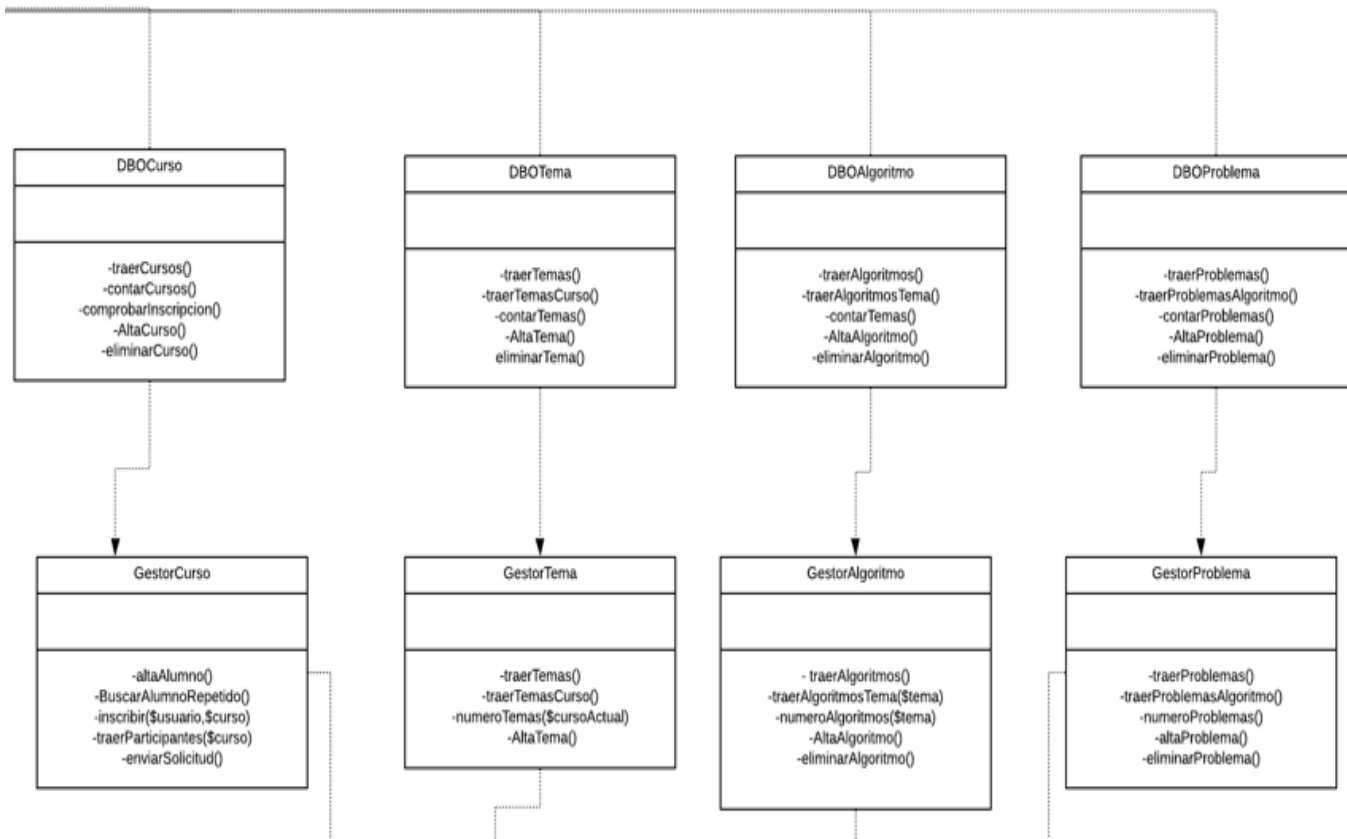 DBOCurso
-traerCursos()
-contarCursos()
-comprobarInscripcion()
-AltaCurso()
-eliminarCurso()
DBOTema
-traerTemas()
-traerTemasCurso()
-contarTemas()
-AltaTema()
eliminarTema()
DBOAlgoritmo
-traerAlgoritmos()
-traerAlgoritmosTema()
-contarTemas()
-AltaAlgoritmo()
-eliminarAlgoritmo()
DBOProblema
-traerProblemas()
-traerProblemasAlgoritmo()
-contarProblemas()
-AltaProblema()
-eliminarProblema()
GestorCurso
-altaAlumno()
-BuscarAlumnoRepetido()
-inscribir($usuario,$curso)
-traerParticipantes($curso)
-enviarSolicitud()
GestorTema
-traerTemas()
-traerTemasCurso()
-numeroTemas($cursoActual)
-AltaTema()
GestorAlgoritmo
- traerAlgoritmos()
-traerAlgoritmosTema($tema)
-numeroAlgoritmos($tema)
-AltaAlgoritmo()
-eliminarAlgoritmo()
GestorProblema
-traerProblemas()
-traerProblemasAlgoritmo()
-numeroProblemas()
-altaProblema()
-eliminarProblema()